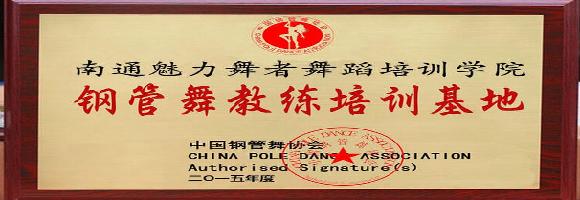 南通魅力舞者舞蹈培训学院
钢管舞教练培训基地
中国钢管舞协会
CHINA POLE DANCE ASSOCIATION
Authorised Signature(s)
二〇一五年度